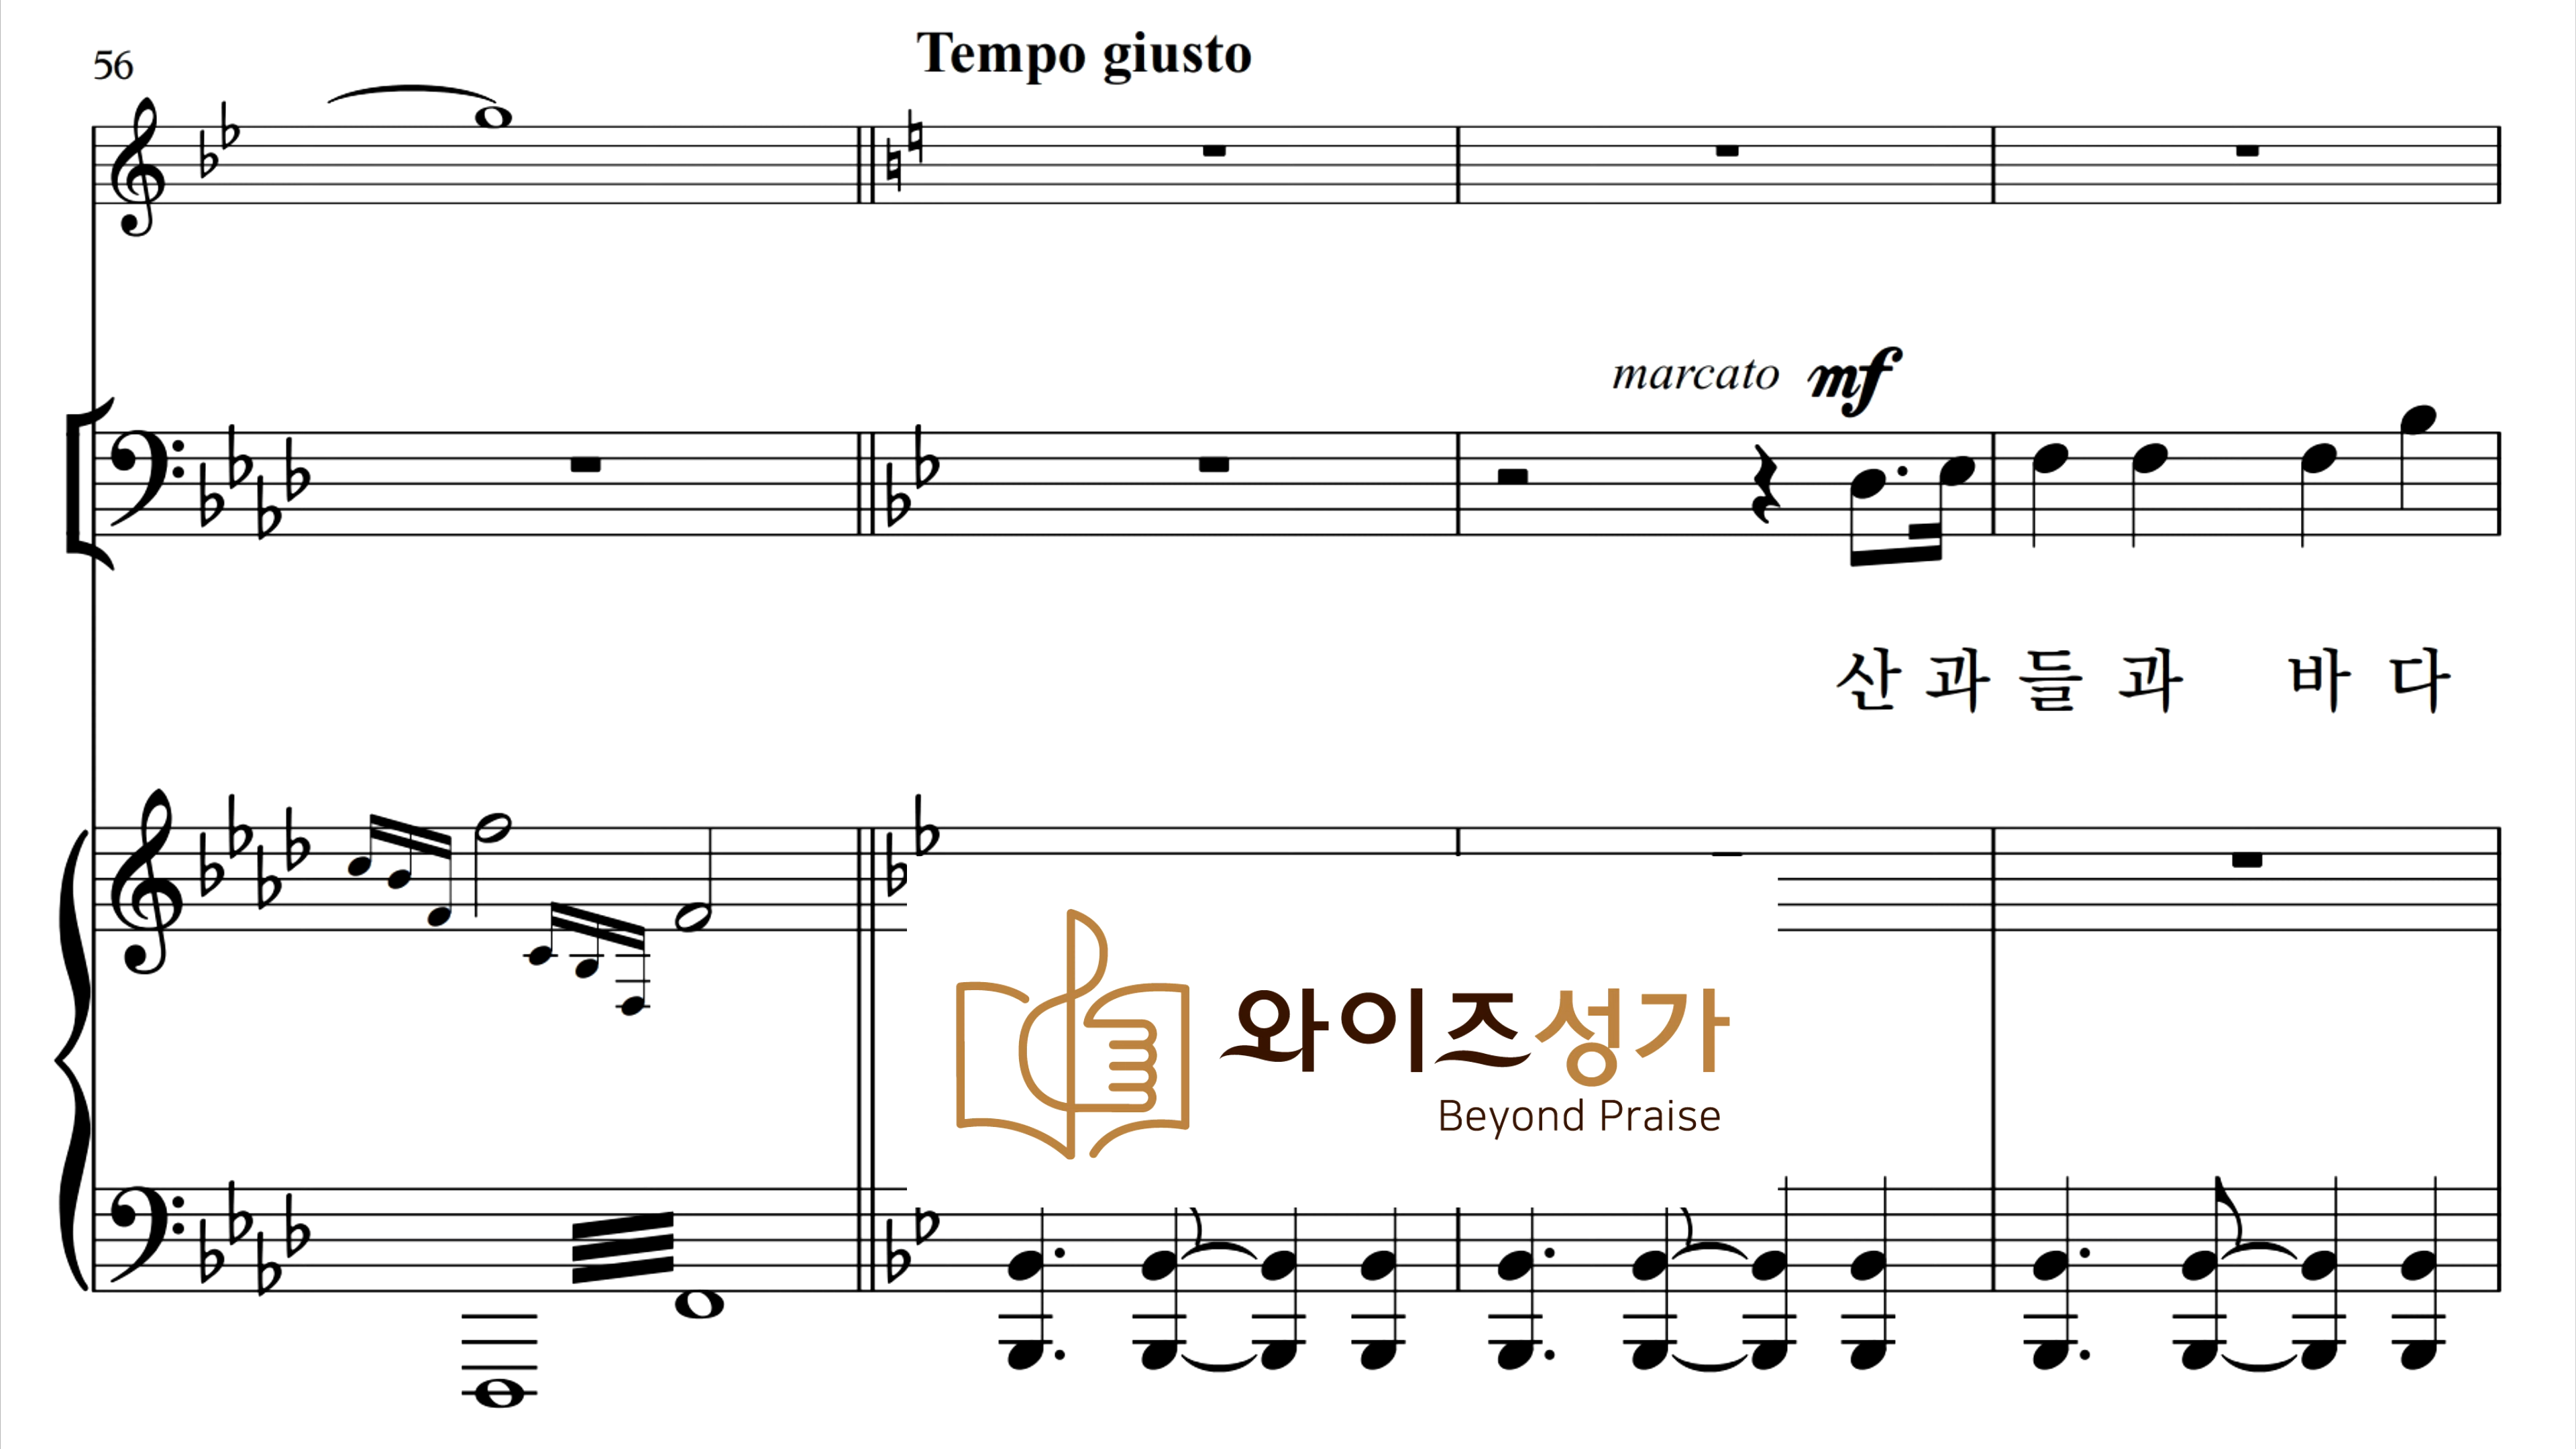 56
Tempo giusto
marcato mf
산 과 들 과 바 다
와이즈성가
Beyond Praise